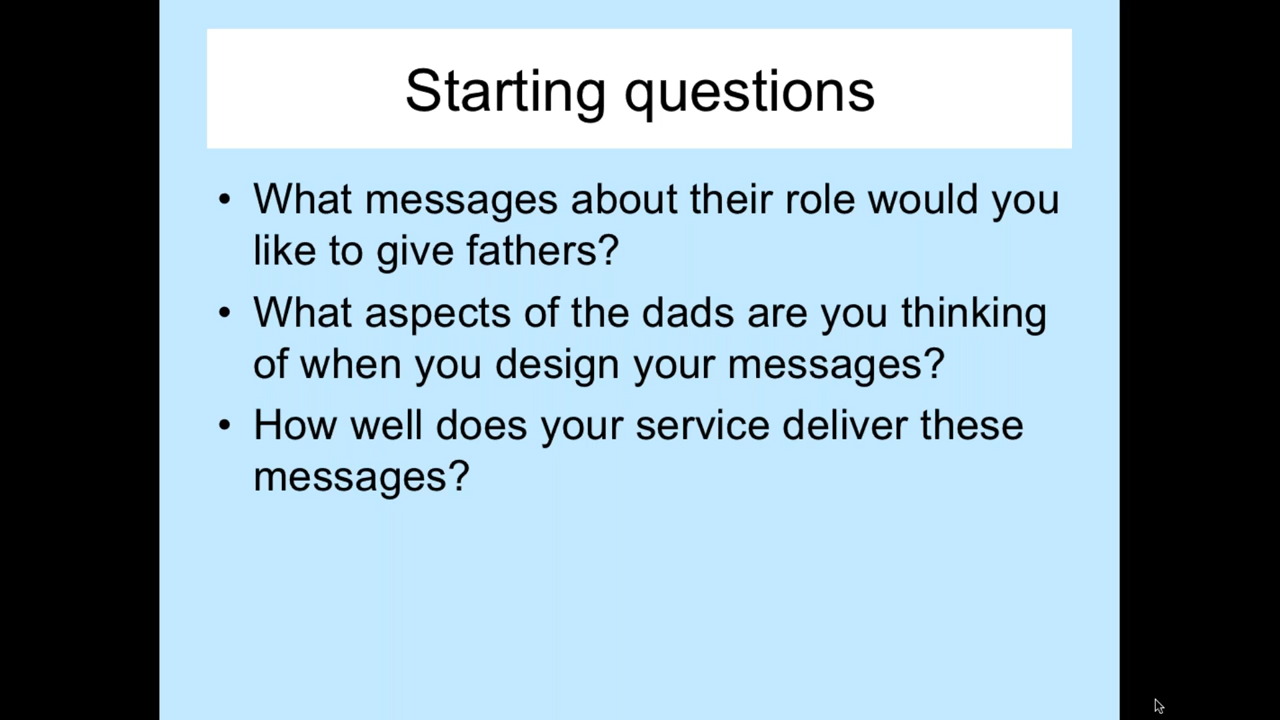 Starting questions
• What messages about their role would you
like to give fathers?
• What aspects of the dads are you thinking
of when you design your messages?
• How well does your service deliver these
messages?